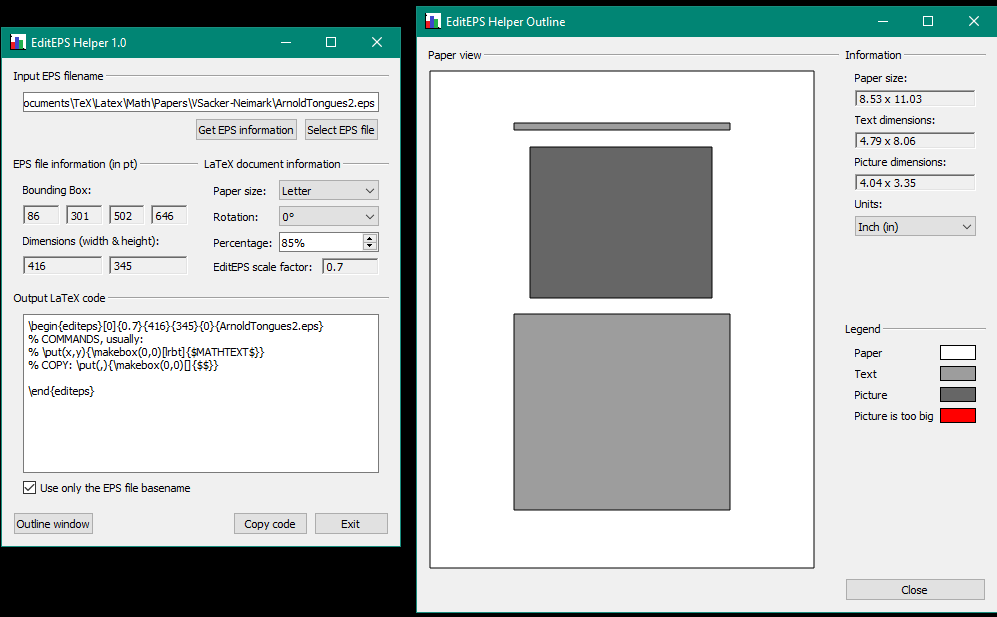 EditEPS Helper 1.0
Input EPS filename
ocuments\TeX\Latex\Math\Papers\VSacker-Neimark\ArnoldTongues2.eps
Get EPS information
Select EPS file
EPS file information (in pt)
Bounding Box:
86 301 502 646
Dimensions (width & height):
416 345
LaTeX document information
Paper size: Letter
Rotation: 0°
Percentage: 85%
EditEPS scale factor: 0.7
Output LaTeX code
\begin{editeps}[0]{0.7}{416}{345}{0}{ArnoldTongues2.eps}
% COMMANDS, usually:
% \put(x,y){\makebox(0,0)[lrbt]{$MATHTEXT$}}
% COPY: \put(,){\makebox(0,0)[]{$$}}
\end{editeps}
Use only the EPS file basename
Outline window
Copy code
Exit
EditEPS Helper Outline
Paper view
Information
Paper size:
8.53 x 11.03
Text dimensions:
4.79 x 8.06
Picture dimensions:
4.04 x 3.35
Units:
Inch (in)
Legend
Paper
Text
Picture
Picture is too big
Close